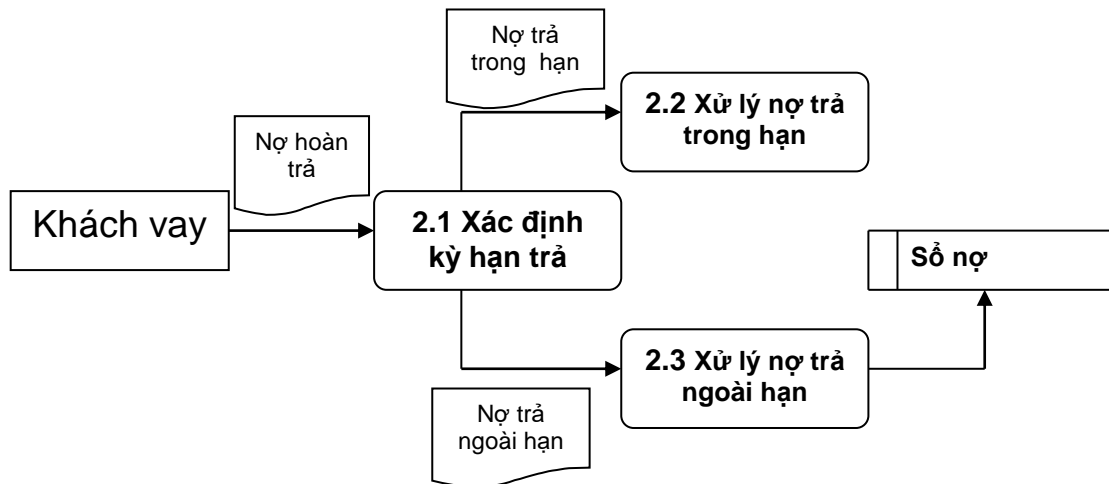 Nợ trả
trong hạn
2.2 Xử lý nợ trả
trong hạn
Nợ hoàn
trả
Khách vay
2.1 Xác định
kỳ hạn trả
Sổ nợ
2.3 Xử lý nợ trả
ngoài hạn
Nợ trả
ngoài hạn